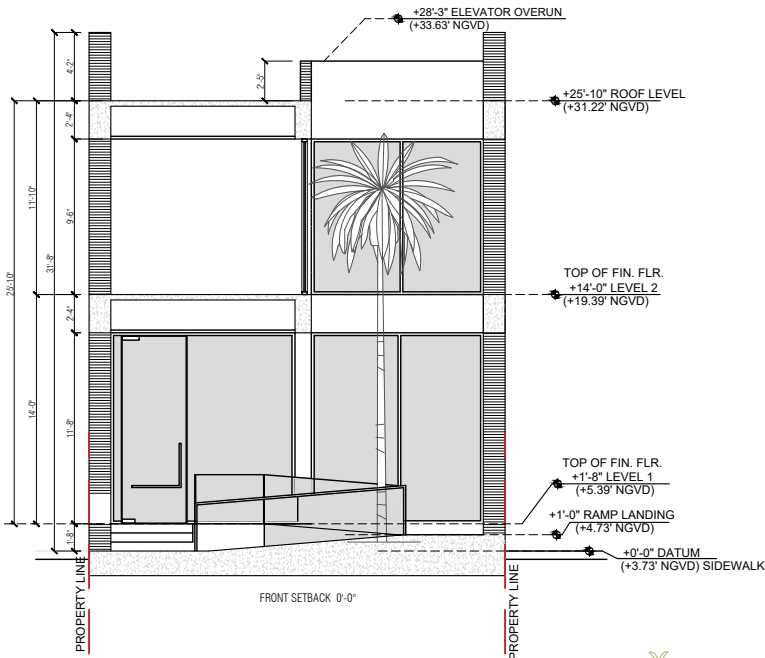 +28'-3" ELEVATOR OVERUN
(+33.63' NGVD)
4'-2"
2'-5"
+25'-10" ROOF LEVEL
(+31.22' NGVD)
2'-4"
11'-10"
9'-6"
31'-8"
25'-10"
TOP OF FIN. FLR.
+14'-0" LEVEL 2
(+19.39' NGVD)
2'-4"
14'-0"
11'-8"
TOP OF FIN. FLR.
+1'-8" LEVEL 1
(+5.39' NGVD)
+1'-0" RAMP LANDING
(+4.73' NGVD)
1'-8"
+0'-0" DATUM
(+3.73' NGVD) SIDEWALK
PROPERTY LINE
FRONT SETBACK 0'-0"
PROPERTY LINE